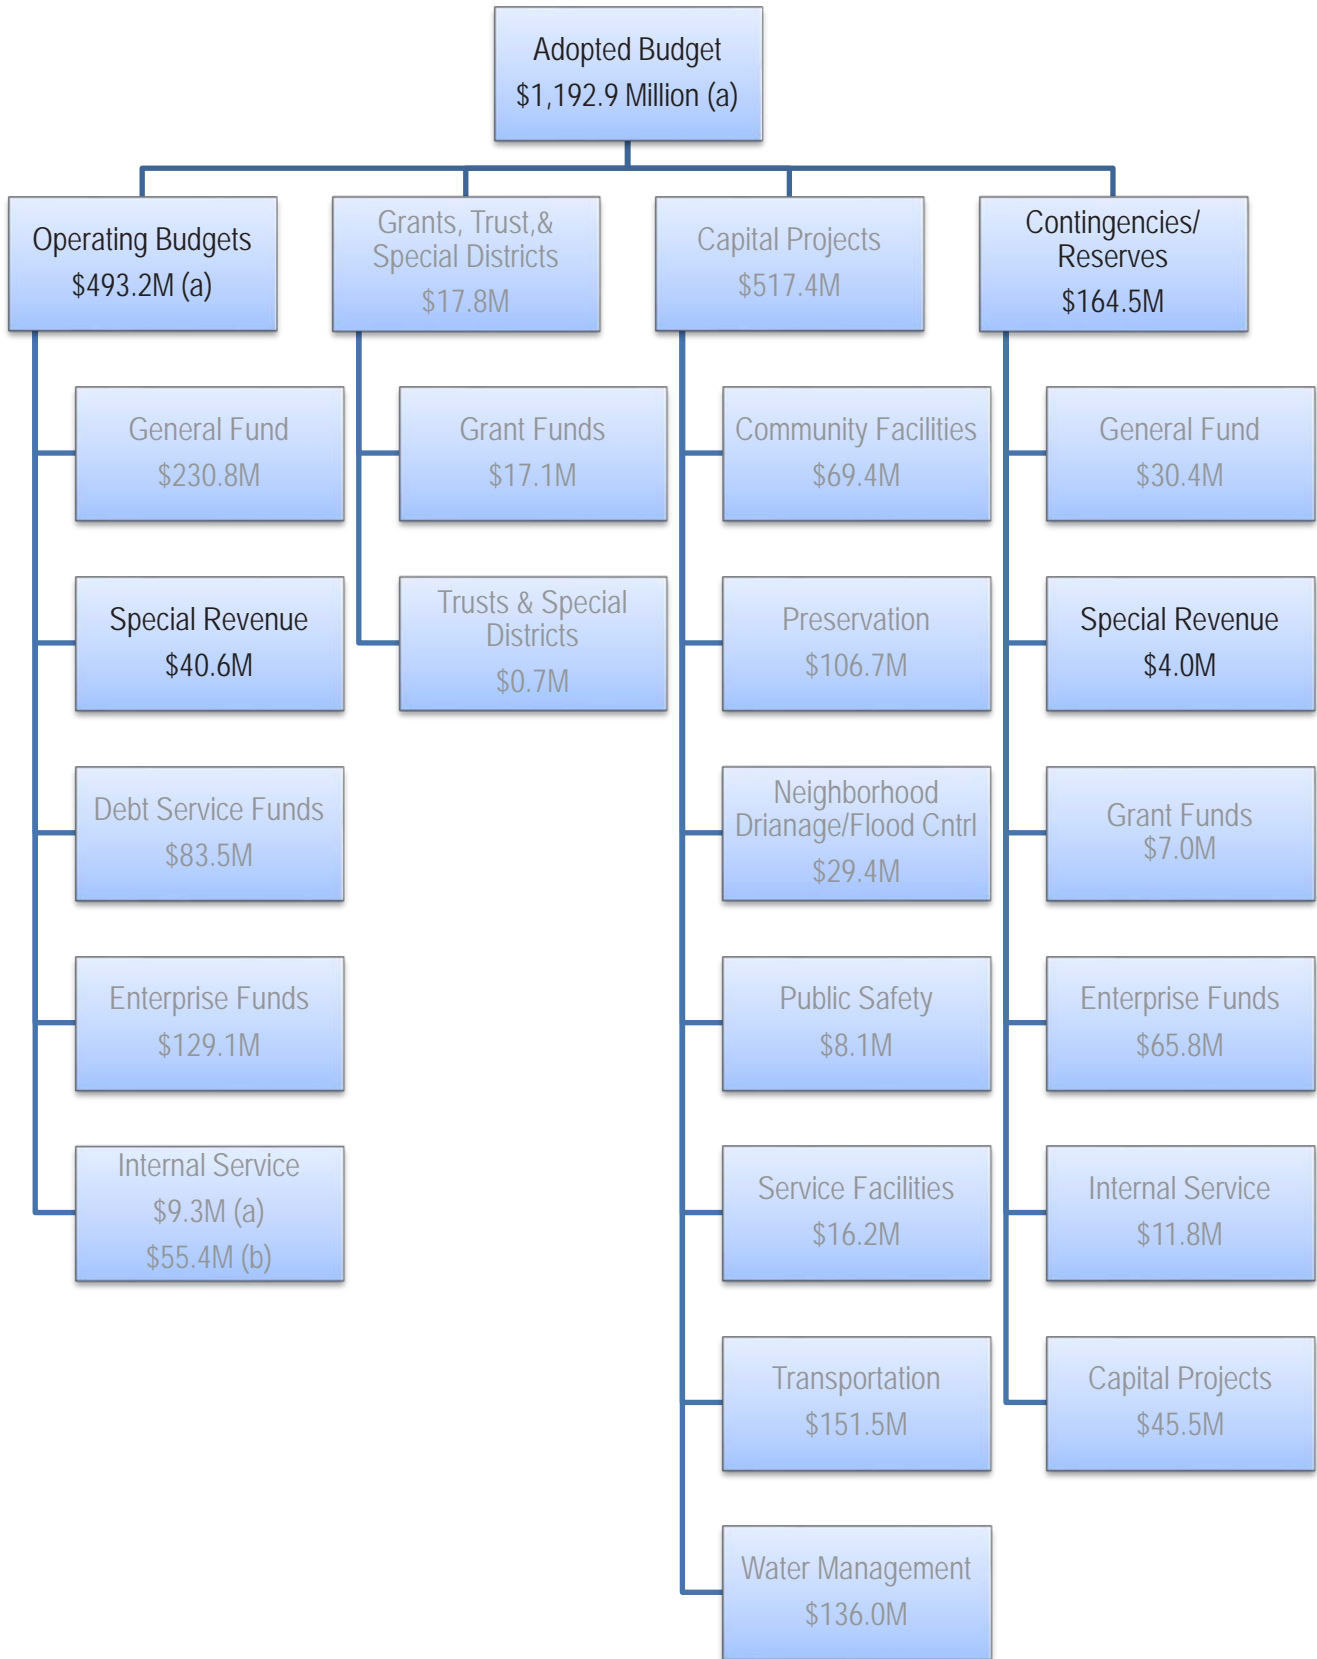 Adopted Budget
$1,192.9 Million (a)
Operating Budgets
$493.2M (a)
Grants, Trust,&
Special Districts
$17.8M
Capital Projects
$517.4M
Contingencies/
Reserves
$164.5M
General Fund
$230.8M
Special Revenue
$40.6M
Debt Service Funds
$83.5M
Enterprise Funds
$129.1M
Internal Service
$9.3M (a)
$55.4M (b)
Grant Funds
$17.1M
Trusts & Special
Districts
$0.7M
Community Facilities
$69.4M
Preservation
$106.7M
Neighborhood
Drianage/Flood Cntrl
$29.4M
Public Safety
$8.1M
Service Facilities
$16.2M
Transportation
$151.5M
Water Management
$136.0M
General Fund
$30.4M
Special Revenue
$4.0M
Grant Funds
$7.0M
Enterprise Funds
$65.8M
Internal Service
$11.8M
Capital Projects
$45.5M